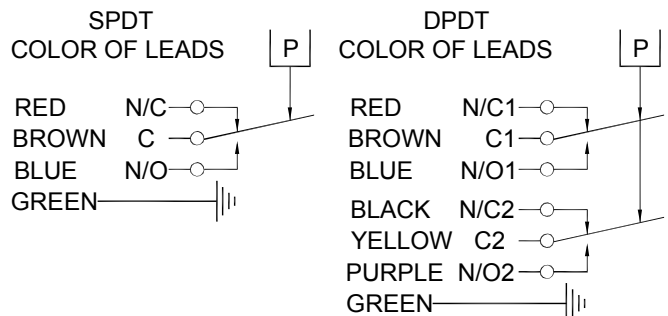 SPDT
COLOR OF LEADS
P
RED N/C
BROWN C
BLUE N/O
GREEN
DPDT
COLOR OF LEADS
P
RED N/C1
BROWN C1
BLUE N/O1
BLACK N/C2
YELLOW C2
PURPLE N/O2
GREEN